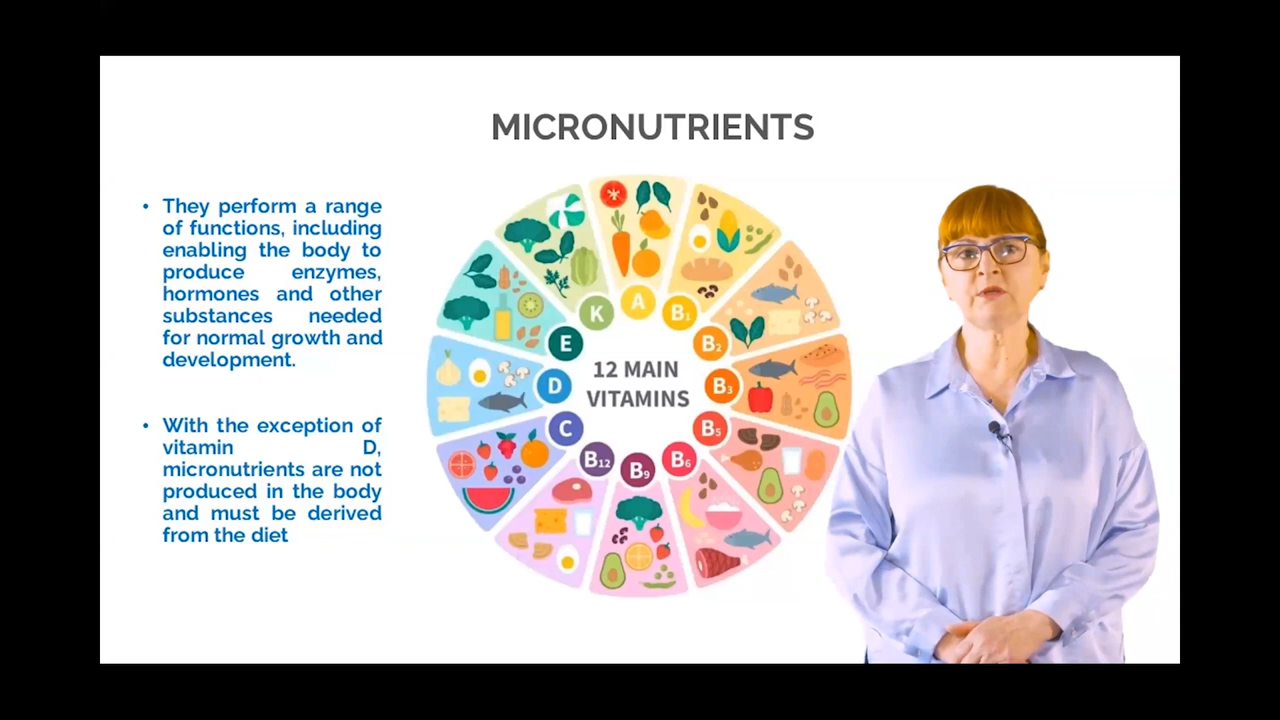 MICRONUTRIENTS
• They perform a range
of functions, including
enabling the body to
produce enzymes,
hormones and other
substances needed
for normal growth and
development.
• With the exception of
vitamin D,
micronutrients are not
produced in the body
and must be derived
from the diet
12 MAIN
VITAMINS
A
B₁
B₂
B₃
B₅
B₆
B₉
B₁₂
C
D
E
K